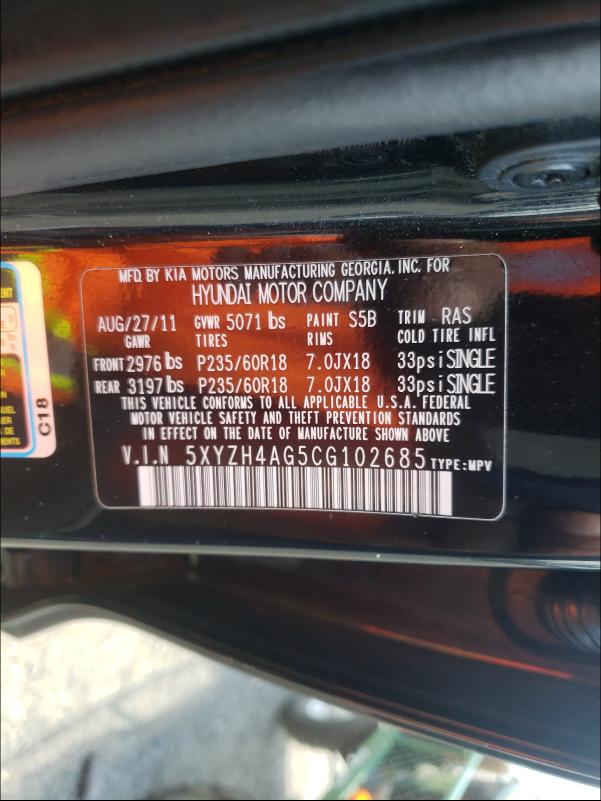 MFD. BY KIA MOTORS MANUFACTURING GEORGIA. INC. FOR
HYUNDAI MOTOR COMPANY
AUG/27/11 GVWR 5071 lbs PAINT S5B TRIM - RAS
GAWR TIRES RIMS COLD TIRE INFL
FRONT 2976 lbs P235/60R18 7.0JX18 33psi SINGLE
REAR 3197 lbs P235/60R18 7.0JX18 33psi SINGLE
THIS VEHICLE CONFORMS TO ALL APPLICABLE U.S.A. FEDERAL
MOTOR VEHICLE SAFETY AND THEFT PREVENTION STANDARDS
IN EFFECT ON THE DATE OF MANUFACTURE SHOWN ABOVE
V.I.N 5XYZH4AG5CG102685 TYPE:MPV
C18